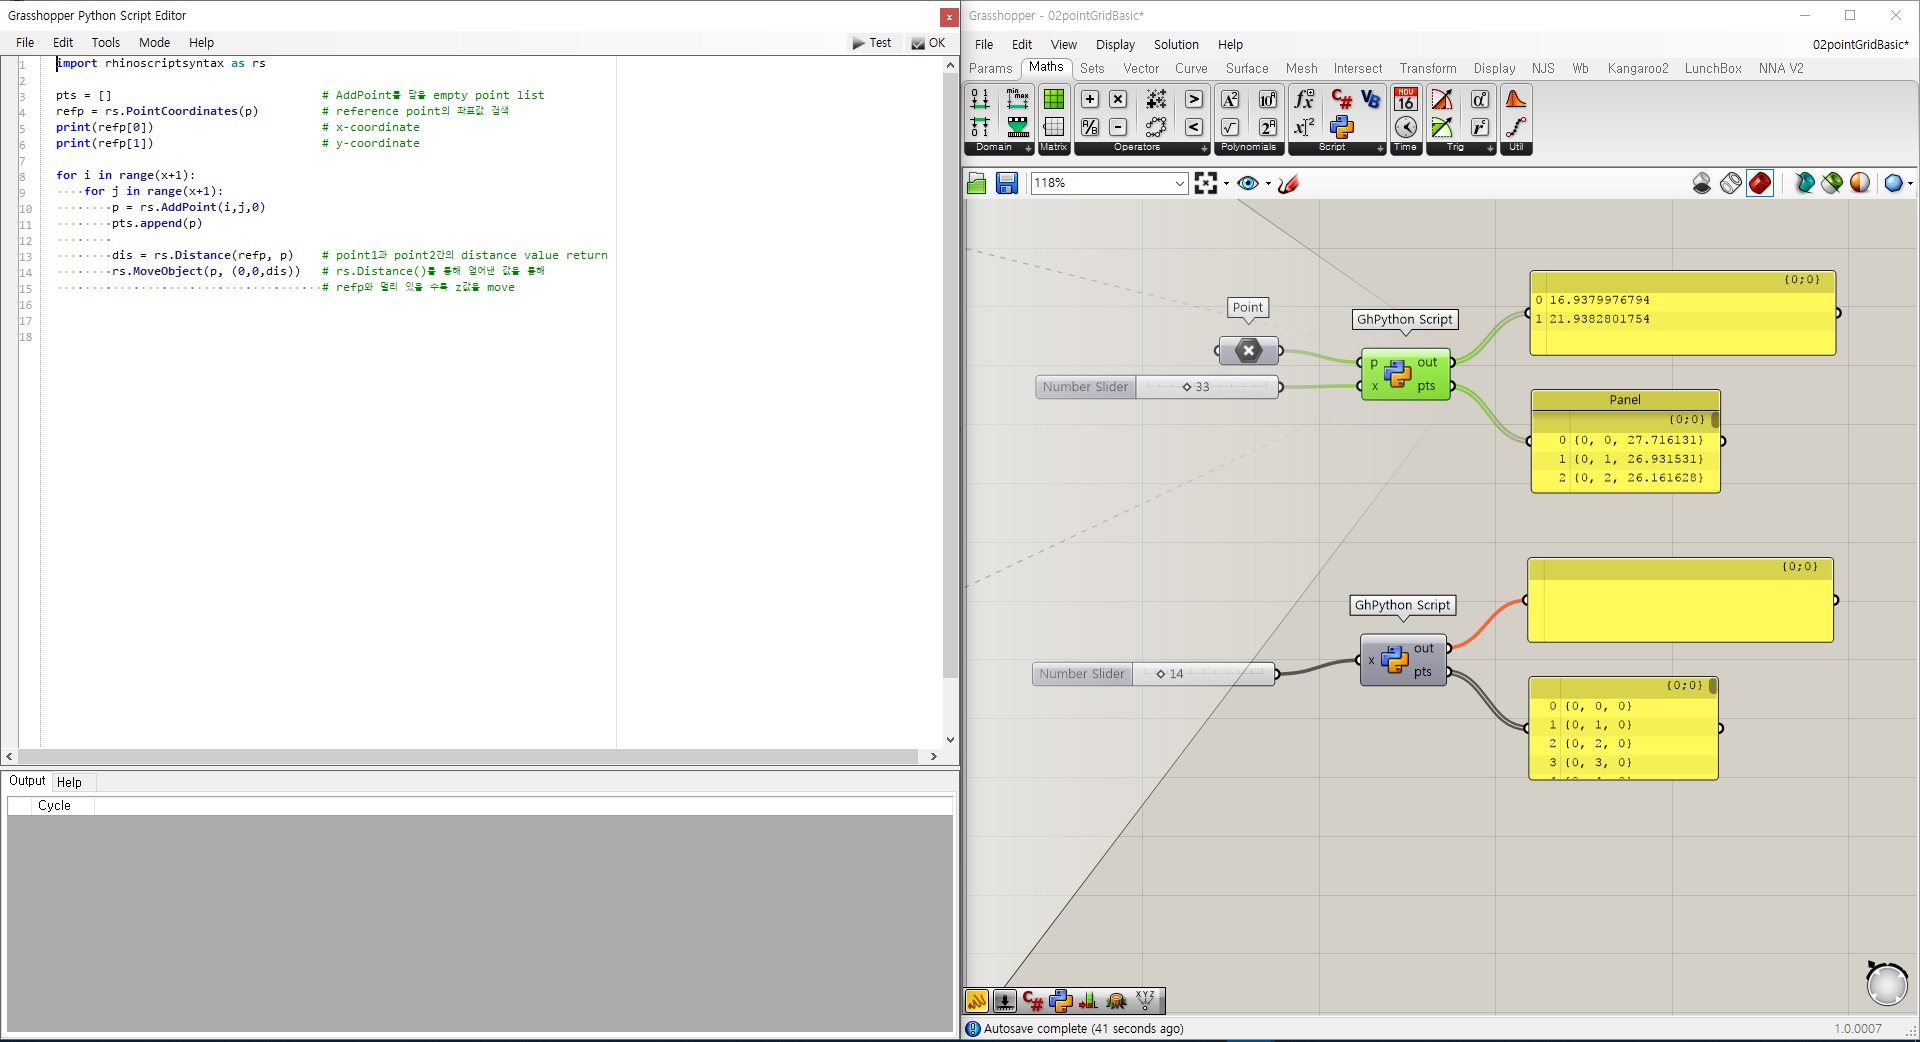 Grasshopper Python Script Editor
x
File Edit Tools Mode Help
Test OK
1 import rhinoscriptsyntax as rs
2
3 pts = [] # AddPoint를 담을 empty point list
4 refp = rs.PointCoordinates(p) # reference point의 좌표값 검색
5 print(refp[0]) # x-coordinate
6 print(refp[1]) # y-coordinate
7
8 for i in range(x+1):
9 ····for j in range(x+1):
10 ········p = rs.AddPoint(i,j,0)
11 ········pts.append(p)
12 ········
13 ········dis = rs.Distance(refp, p) # point1과 point2간의 distance value return
14 ········rs.MoveObject(p, (0,0,dis)) # rs.Distance()를 통해 얻어낸 값을 통해
15 # refp와 멀리 있을 수록 z값을 move
16
17
18
Output Help
Cycle
Grasshopper - 02pointGridBasic*
File Edit View Display Solution Help
02pointGridBasic*
Params Maths Sets Vector Curve Surface Mesh Intersect Transform Display NJS Wb Kangaroo2 LunchBox NNA V2
Domain Matrix Operators Polynomials Script Time Trig Util
118%
{0;0}
0 16.9379976794
1 21.9382801754
Point
GhPython Script
p out
x pts
Number Slider 33
Panel
{0;0}
0 {0, 0, 27.716131}
1 {0, 1, 26.931531}
2 {0, 2, 26.161628}
{0;0}
GhPython Script
x out
pts
Number Slider 14
{0;0}
0 {0, 0, 0}
1 {0, 1, 0}
2 {0, 2, 0}
3 {0, 3, 0}
XYZ
Autosave complete (41 seconds ago)
1.0.0007